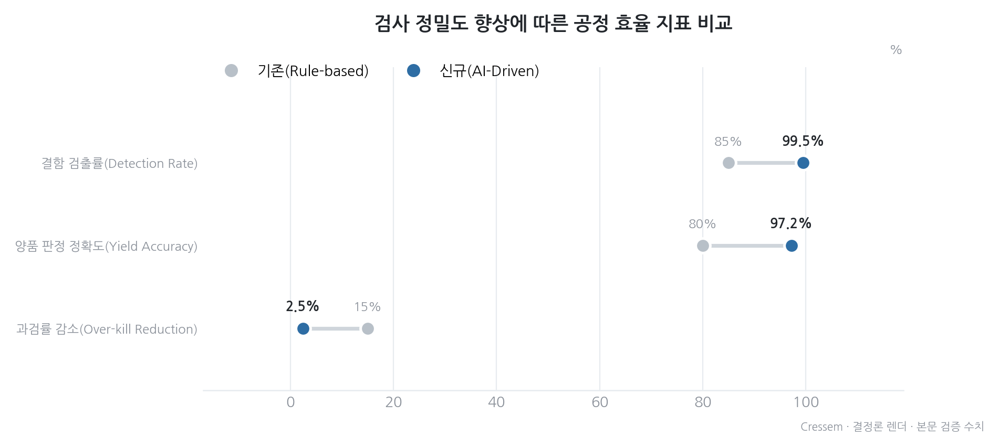 검사 정밀도 향상에 따른 공정 효율 지표 비교
%
기존(Rule-based) 신규(AI-Driven)
85% 99.5%
결함 검출률(Detection Rate)
80% 97.2%
양품 판정 정확도(Yield Accuracy)
2.5% 15%
과검률 감소(Over-kill Reduction)
0 20 40 60 80 100
Cressem · 결정론 렌더 · 본문 검증 수치